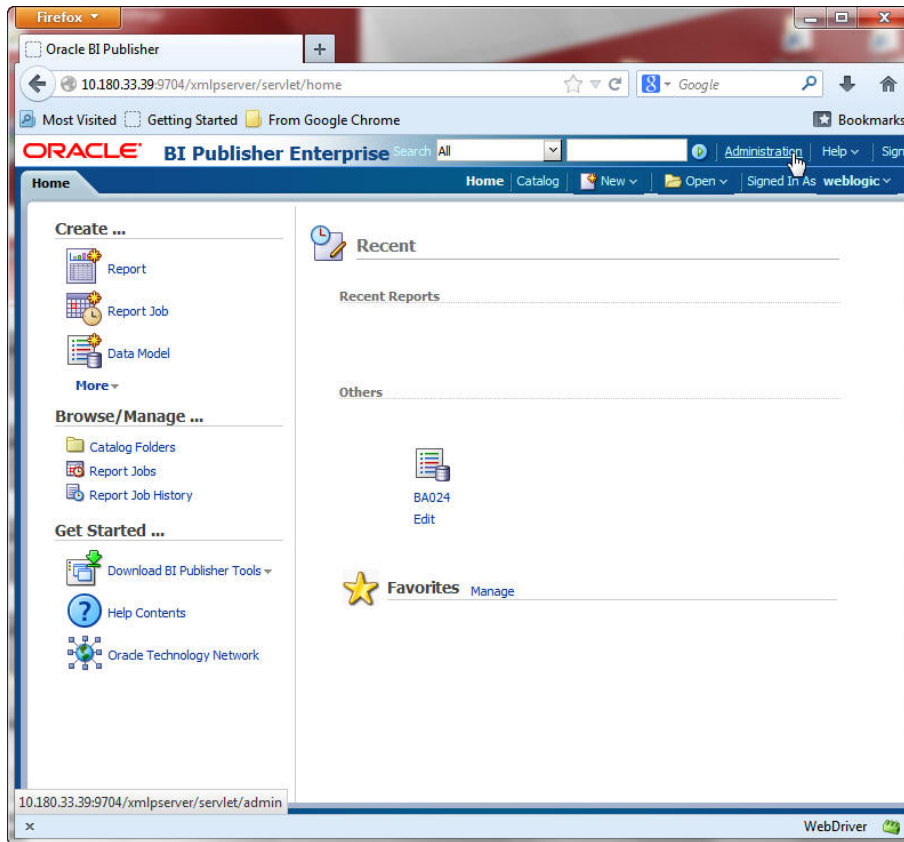 Firefox
Oracle BI Publisher
10.180.33.39:9704/xmlpserver/servlet/home
Google
Most Visited Getting Started From Google Chrome Bookmarks
ORACLE BI Publisher Enterprise Search All Administration Help Sign
Home
Home Catalog New Open Signed In As weblogic
Create ...
Report
Report Job
Data Model
More
Browse/Manage ...
Catalog Folders
Report Jobs
Report Job History
Get Started ...
Download BI Publisher Tools
Help Contents
Oracle Technology Network
Recent
Recent Reports
Others
BA024
Edit
Favorites Manage
10.180.33.39:9704/xmlpserver/servlet/admin
x WebDriver